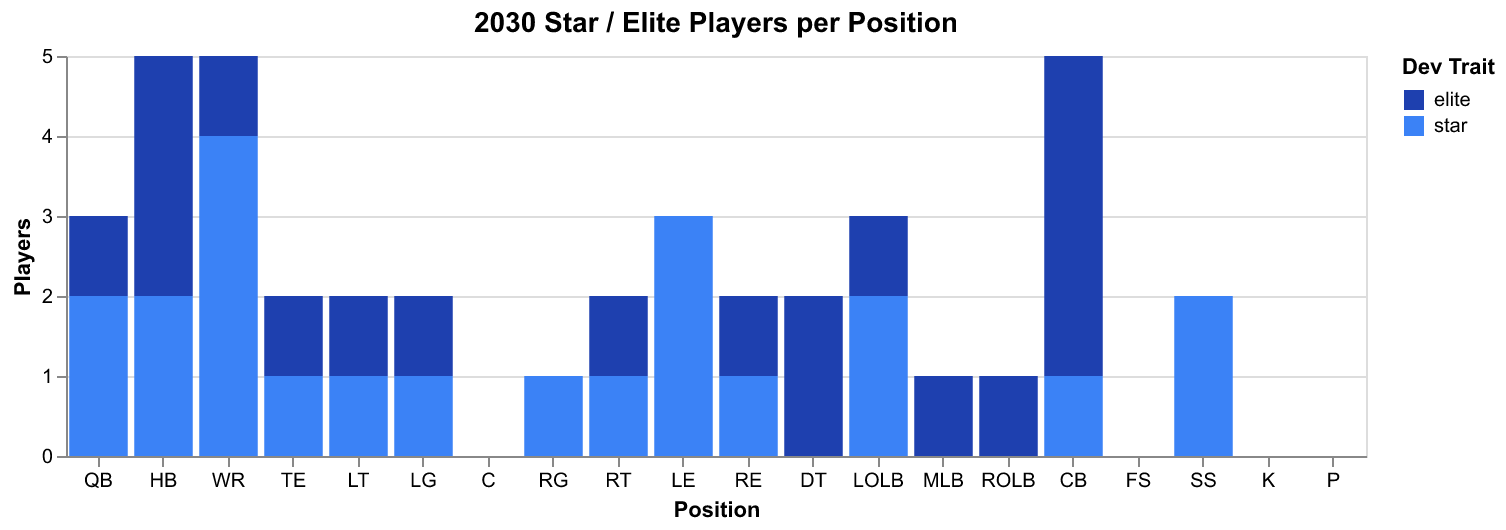 2030 Star / Elite Players per Position
Dev Trait
elite
star
Players
5
4
3
2
1
0
QB HB WR TE LT LG C RG RT LE RE DT LOLB MLB ROLB CB FS SS K P
Position